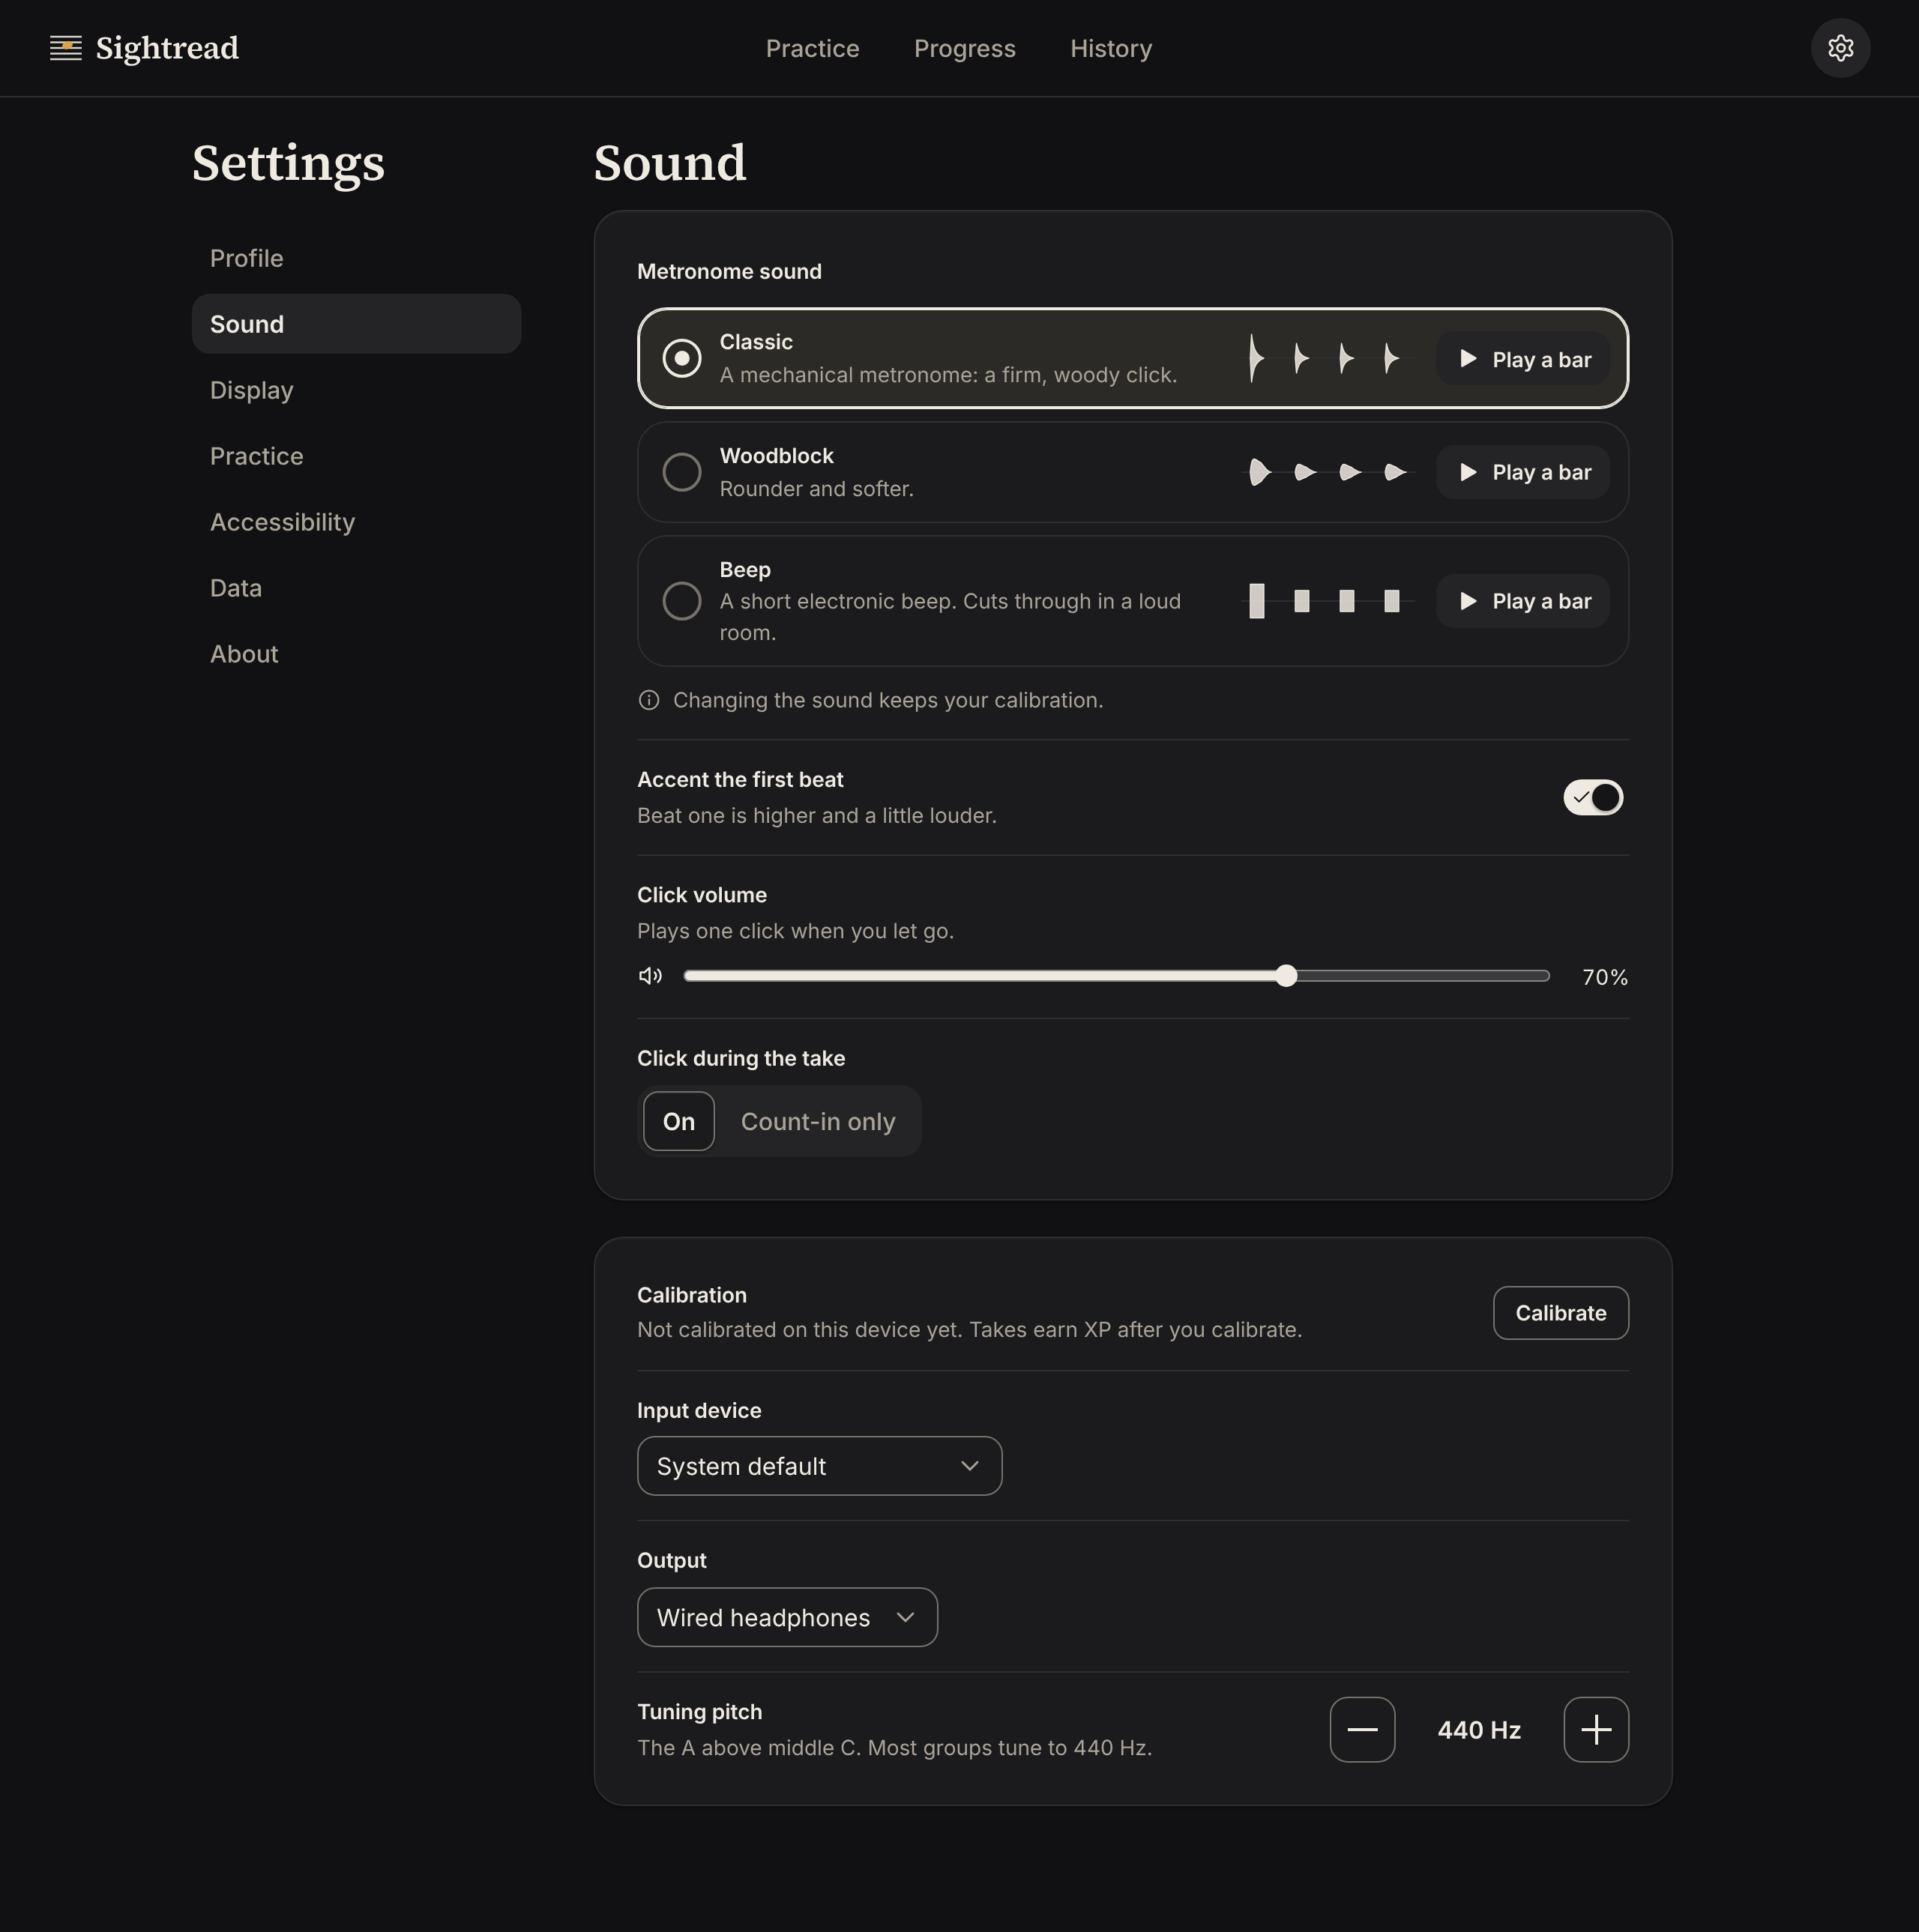 Sightread
Practice
Progress
History
Settings
Profile
Sound
Display
Practice
Accessibility
Data
About
Sound
Metronome sound
Classic
A mechanical metronome: a firm, woody click.
Play a bar
Woodblock
Rounder and softer.
Play a bar
Beep
A short electronic beep. Cuts through in a loud
room.
Play a bar
Changing the sound keeps your calibration.
Accent the first beat
Beat one is higher and a little louder.
Click volume
Plays one click when you let go.
70%
Click during the take
On
Count-in only
Calibration
Not calibrated on this device yet. Takes earn XP after you calibrate.
Calibrate
Input device
System default
Output
Wired headphones
Tuning pitch
The A above middle C. Most groups tune to 440 Hz.
440 Hz